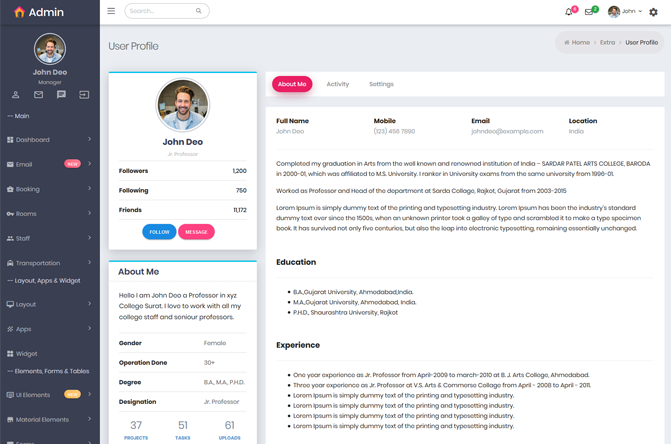 Admin
Search...
3
2
John
John Deo
Manager
-- Main
Dashboard
Email
NEW
Booking
Rooms
Staff
Transportation
-- Layout, Apps & Widget
Layout
Apps
Widget
-- Elements, Forms & Tables
UI Elements
NEW
Material Elements
User Profile
Home
Extra
User Profile
John Deo
Jr. Professor
Followers 1,200
Following 750
Friends 11,172
FOLLOW MESSAGE
About Me
Hello I am John Deo a Professor in xyz
College Surat. I love to work with all my
college staff and seniour professors.
Gender Female
Operation Done 30+
Degree B.A., M.A., P.H.D.
Designation Jr. Professor
37 51 61
PROJECTS TASKS UPLOADS
About Me Activity Settings
Full Name Mobile Email Location
John Deo (123) 456 7890 johndeo@example.com India
Completed my graduation in Arts from the well known and renowned institution of India – SARDAR PATEL ARTS COLLEGE, BARODA
in 2000-01, which was affiliated to M.S. University. I ranker in University exams from the same university from 1996-01.
Worked as Professor and Head of the department at Sarda Collage, Rajkot, Gujarat from 2003-2015
Lorem Ipsum is simply dummy text of the printing and typesetting industry. Lorem Ipsum has been the industry's standard
dummy text ever since the 1500s, when an unknown printer took a galley of type and scrambled it to make a type specimen
book. It has survived not only five centuries, but also the leap into electronic typesetting, remaining essentially unchanged.
Education
B.A.,Gujarat University, Ahmedabad,India.
M.A.,Gujarat University, Ahmedabad, India.
P.H.D., Shaurashtra University, Rajkot
Experience
One year experience as Jr. Professor from April-2009 to march-2010 at B. J. Arts College, Ahmedabad.
Three year experience as Jr. Professor at V.S. Arts & Commerse Collage from April - 2008 to April - 2011.
Lorem Ipsum is simply dummy text of the printing and typesetting industry.
Lorem Ipsum is simply dummy text of the printing and typesetting industry.
Lorem Ipsum is simply dummy text of the printing and typesetting industry.
Lorem Ipsum is simply dummy text of the printing and typesetting industry.